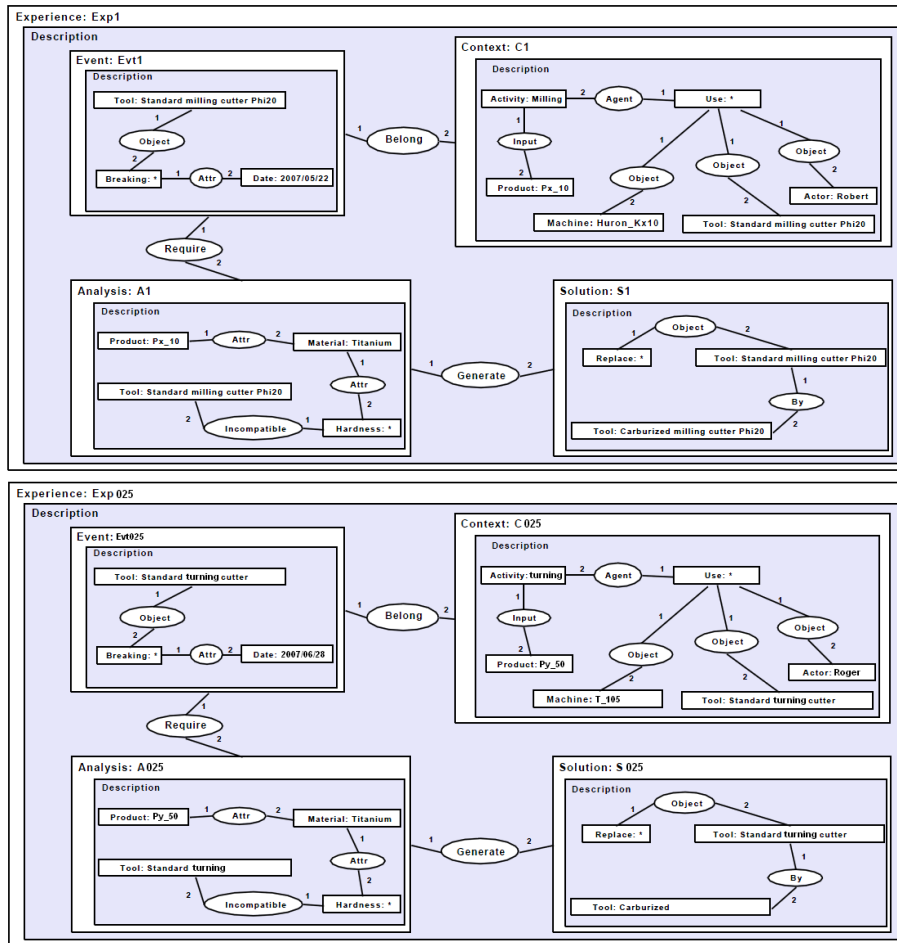 Experience: Exp1
Description
Event: Evt1
Description
Tool: Standard milling cutter Phi20
1
Object
2
Breaking: *
1
Attr
2
Date: 2007/05/22
1
Belong
2
Context: C1
Description
Activity: Milling
2
Agent
1
Use: *
1
Input
2
Product: Px_10
1
Object
2
Machine: Huron_Kx10
1
Object
2
Tool: Standard milling cutter Phi20
1
Object
2
Actor: Robert
1
Require
2
Analysis: A1
Description
Product: Px_10
1
Attr
2
Material: Titanium
1
Attr
2
Tool: Standard milling cutter Phi20
2
Incompatible
1
Hardness: *
1
Generate
2
Solution: S1
Description
Object
1
2
Replace: *
Tool: Standard milling cutter Phi20
1
By
2
Tool: Carburized milling cutter Phi20
Experience: Exp025
Description
Event: Evt025
Description
Tool: Standard turning cutter
1
Object
2
Breaking: *
1
Attr
2
Date: 2007/06/28
1
Belong
2
Context: C025
Description
Activity: turning
2
Agent
1
Use: *
1
Input
2
Product: Py_50
1
Object
2
Machine: T_105
1
Object
2
Tool: Standard turning cutter
1
Object
2
Actor: Roger
1
Require
2
Analysis: A025
Description
Product: Py_50
1
Attr
2
Material: Titanium
1
Attr
2
Tool: Standard turning
2
Incompatible
1
Hardness: *
1
Generate
2
Solution: S025
Description
Object
1
2
Replace: *
Tool: Standard turning cutter
1
By
2
Tool: Carburized